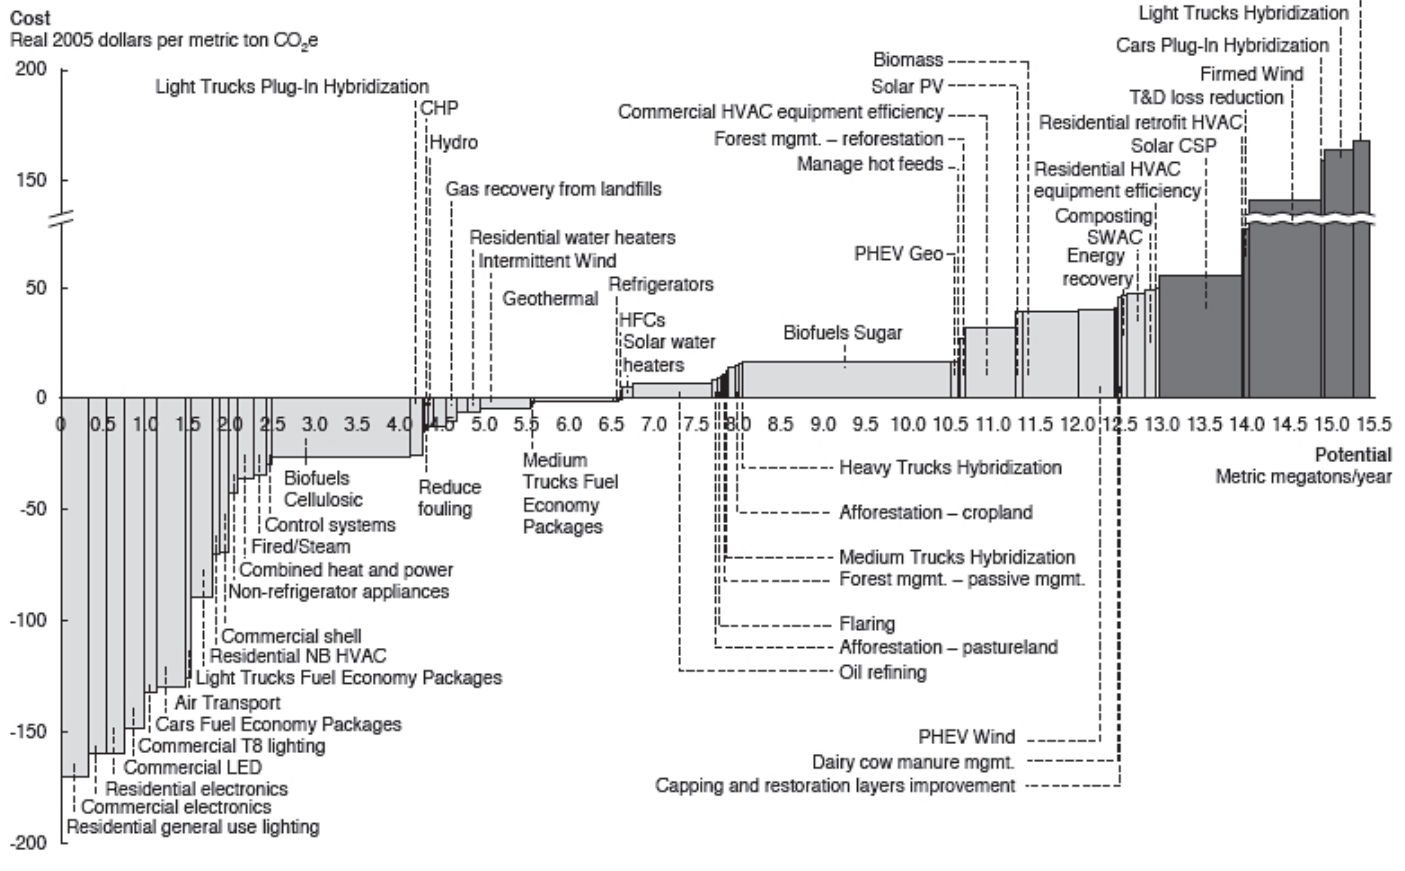 Cost
Real 2005 dollars per metric ton CO₂e
200
150
50
0
-50
-100
-150
-200
Light Trucks Plug-In Hybridization
CHP
Hydro
Gas recovery from landfills
Residential water heaters
Intermittent Wind
Geothermal
Refrigerators
HFCs
Solar water
heaters
Biomass
Solar PV
Commercial HVAC equipment efficiency
Forest mgmt. – reforestation
Manage hot feeds
PHEV Geo
Biofuels Sugar
Light Trucks Hybridization
Cars Plug-In Hybridization
Firmed Wind
T&D loss reduction
Residential retrofit HVAC
Solar CSP
Residential HVAC
equipment efficiency
Composting
SWAC
Energy
recovery
0 0.5 1.0 1.5 2.0 2.5 3.0 3.5 4.0 4.5 5.0 5.5 6.0 6.5 7.0 7.5 8.0 8.5 9.0 9.5 10.0 10.5 11.0 11.5 12.0 12.5 13.0 13.5 14.0 14.5 15.0 15.5
Potential
Metric megatons/year
Biofuels
Cellulosic
Control systems
Fired/Steam
Combined heat and power
Non-refrigerator appliances
Commercial shell
Residential NB HVAC
Light Trucks Fuel Economy Packages
Air Transport
Cars Fuel Economy Packages
Commercial T8 lighting
Commercial LED
Residential electronics
Commercial electronics
Residential general use lighting
Reduce
fouling
Medium
Trucks Fuel
Economy
Packages
Heavy Trucks Hybridization
Afforestation – cropland
Medium Trucks Hybridization
Forest mgmt. – passive mgmt.
Flaring
Afforestation – pastureland
Oil refining
PHEV Wind
Dairy cow manure mgmt.
Capping and restoration layers improvement